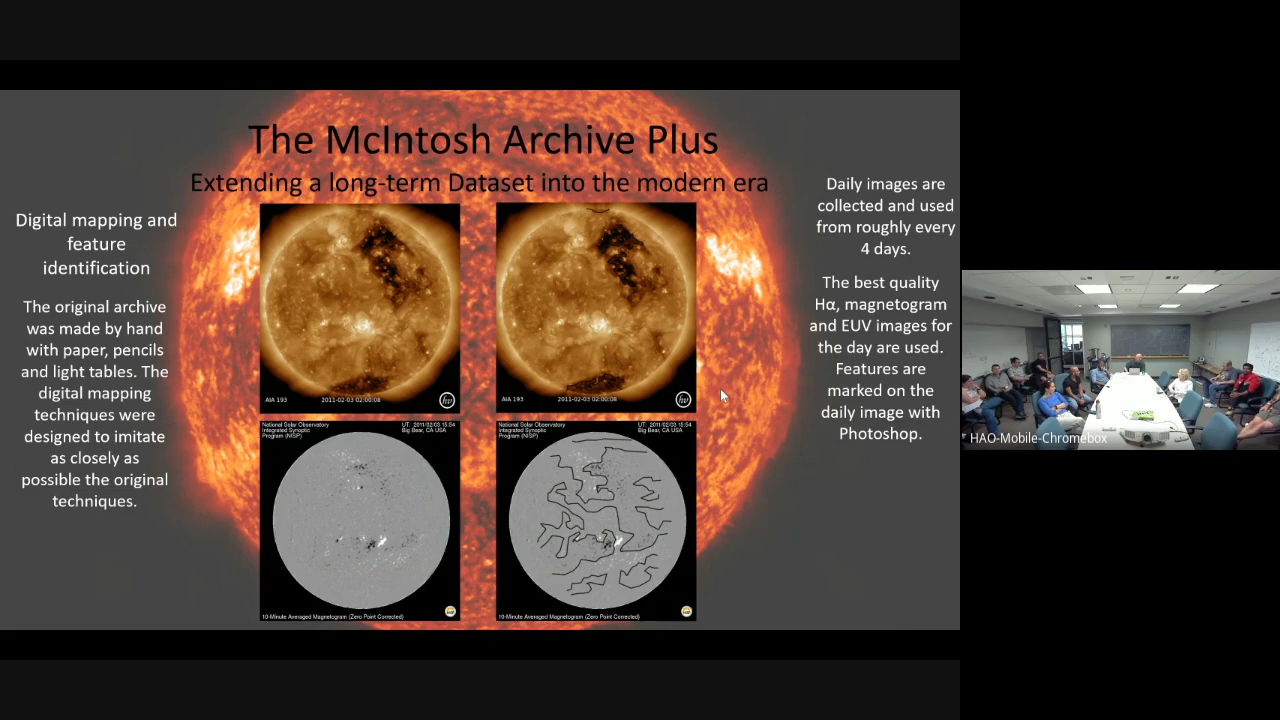 The McIntosh Archive Plus
Extending a long-term Dataset into the modern era
Digital mapping and
feature
identification
The original archive
was made by hand
with paper, pencils
and light tables. The
digital mapping
techniques were
designed to imitate
as closely as
possible the original
techniques.
AIA 193 2011-02-03 02:00:08
AIA 193 2011-02-03 02:00:08
National Solar Observatory
Integrated Synoptic
Program (NISP)
UT: 2011/02/03 15:54
Big Bear, CA USA
10-Minute Averaged Magnetogram (Zero Point Corrected)
National Solar Observatory
Integrated Synoptic
Program (NISP)
UT: 2011/02/03 15:54
Big Bear, CA USA
10-Minute Averaged Magnetogram (Zero Point Corrected)
Daily images are
collected and used
from roughly every
4 days.
The best quality
Hα, magnetogram
and EUV images for
the day are used.
Features are
marked on the
daily image with
Photoshop.
HAO-Mobile-Chromebox